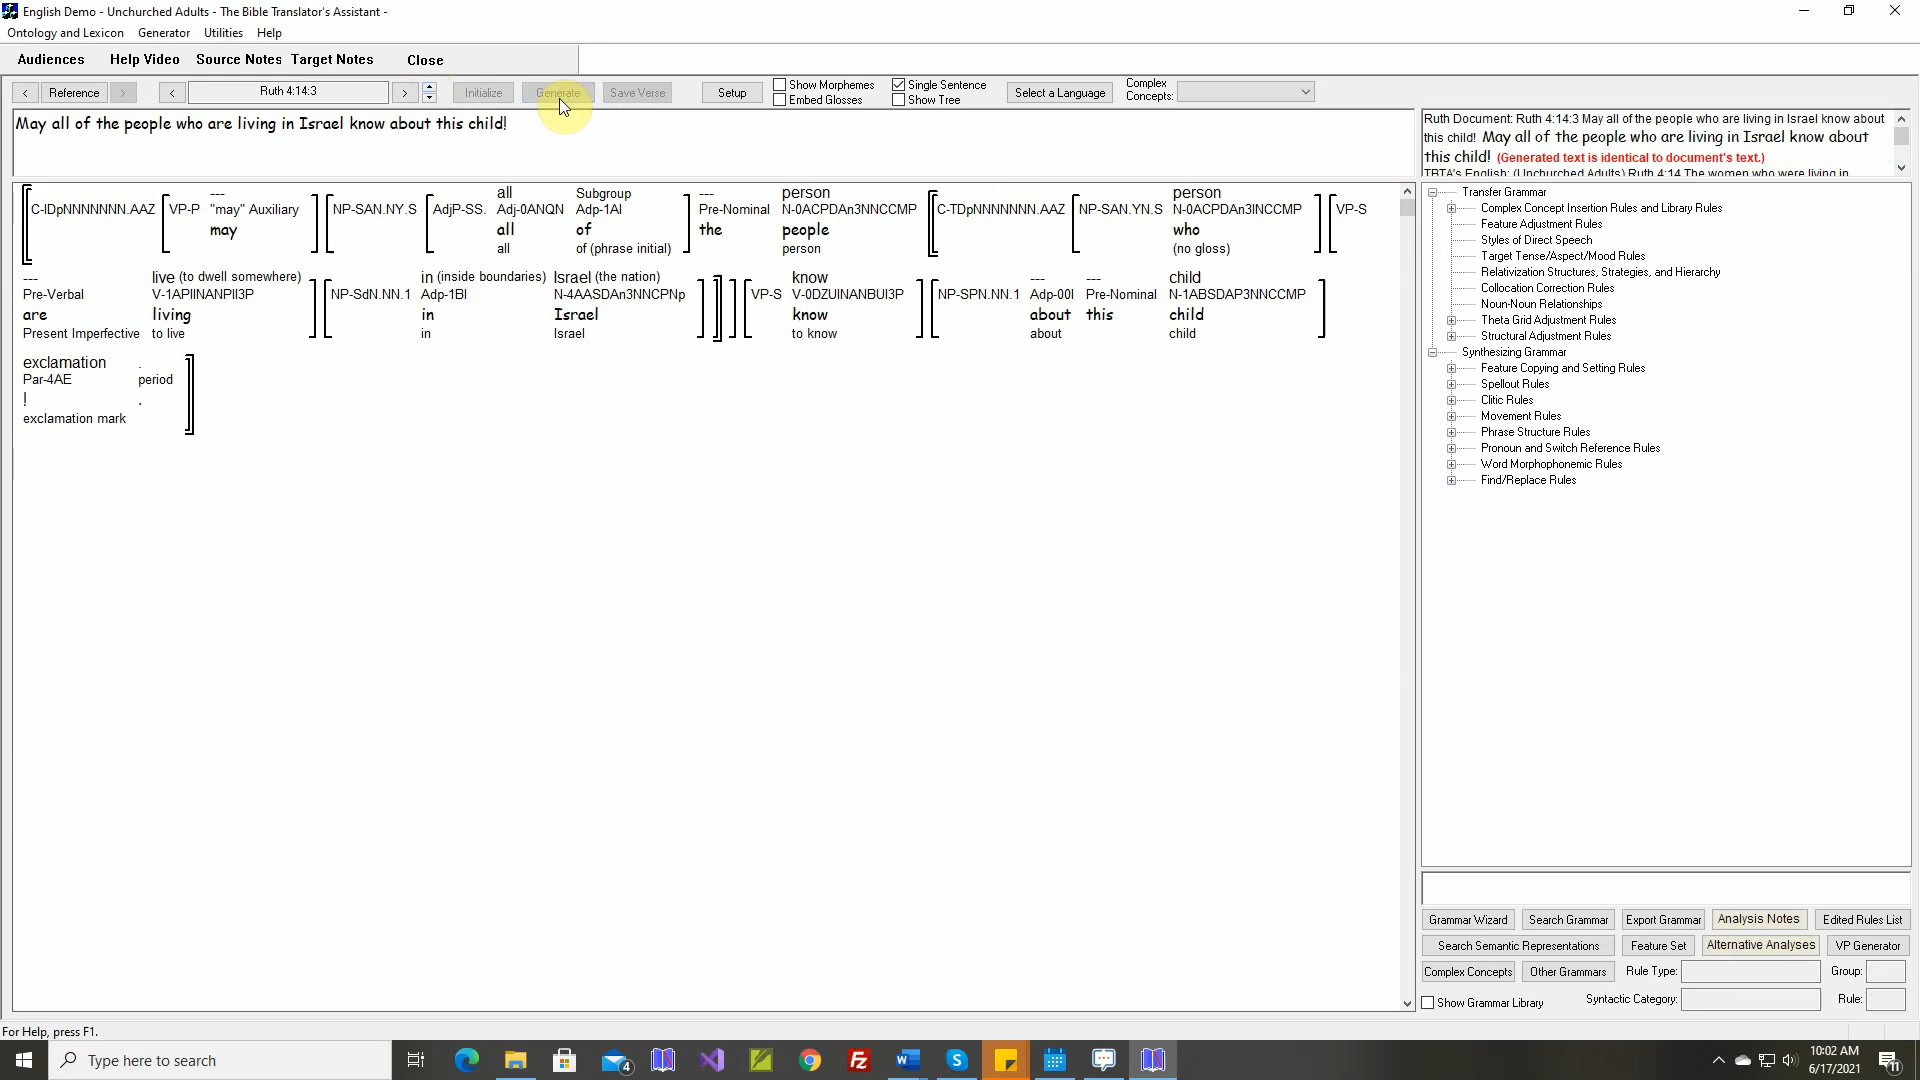 English Demo - Unchurched Adults - The Bible Translator's Assistant -
Ontology and Lexicon Generator Utilities Help
Audiences Help Video Source Notes Target Notes Close
< Reference > < Ruth 4:14:3 > Initialize Generate Save Verse Setup Show Morphemes Single Sentence Select a Language Complex Concepts:
Embed Glosses Show Tree
May all of the people who are living in Israel know about this child!
Ruth Document: Ruth 4:14:3 May all of the people who are living in Israel know about
this child! May all of the people who are living in Israel know about
this child! (Generated text is identical to document's text.)
TBTA's English: (Unchurched Adults) Ruth 4:14 The women who were living in
--- all Subgroup --- person person
C-IDpNNNNNNN.AAZ VP-P "may" Auxiliary NP-SAN.NY.S AdjP-SS. Adj-0ANQN Adp-1AI Pre-Nominal N-0ACPDAn3NNCCMP C-TDpNNNNNNN.AAZ NP-SAN.YN.S N-0ACPDAn3INCCMP VP-S
may all of the people who
all of (phrase initial) person (no gloss)
--- live (to dwell somewhere) in (inside boundaries) Israel (the nation) know --- --- child
Pre-Verbal V-1APIINANPII3P NP-SdN.NN.1 Adp-1BI N-4AASDAn3NNCPNp VP-S V-0DZUINANBUI3P NP-SPN.NN.1 Adp-00I Pre-Nominal N-1ABSDAP3NNCCMP
are living in Israel know about this child
Present Imperfective to live in Israel to know about child
exclamation .
Par-4AE period
! .
exclamation mark
Transfer Grammar
Complex Concept Insertion Rules and Library Rules
Feature Adjustment Rules
Styles of Direct Speech
Target Tense/Aspect/Mood Rules
Relativization Structures, Strategies, and Hierarchy
Collocation Correction Rules
Noun-Noun Relationships
Theta Grid Adjustment Rules
Structural Adjustment Rules
Synthesizing Grammar
Feature Copying and Setting Rules
Spellout Rules
Clitic Rules
Movement Rules
Phrase Structure Rules
Pronoun and Switch Reference Rules
Word Morphophonemic Rules
Find/Replace Rules
Grammar Wizard Search Grammar Export Grammar Analysis Notes Edited Rules List
Search Semantic Representations Feature Set Alternative Analyses VP Generator
Complex Concepts Other Grammars Rule Type: Group:
Show Grammar Library Syntactic Category: Rule:
For Help, press F1.
Type here to search
4
10:02 AM
6/17/2021
11